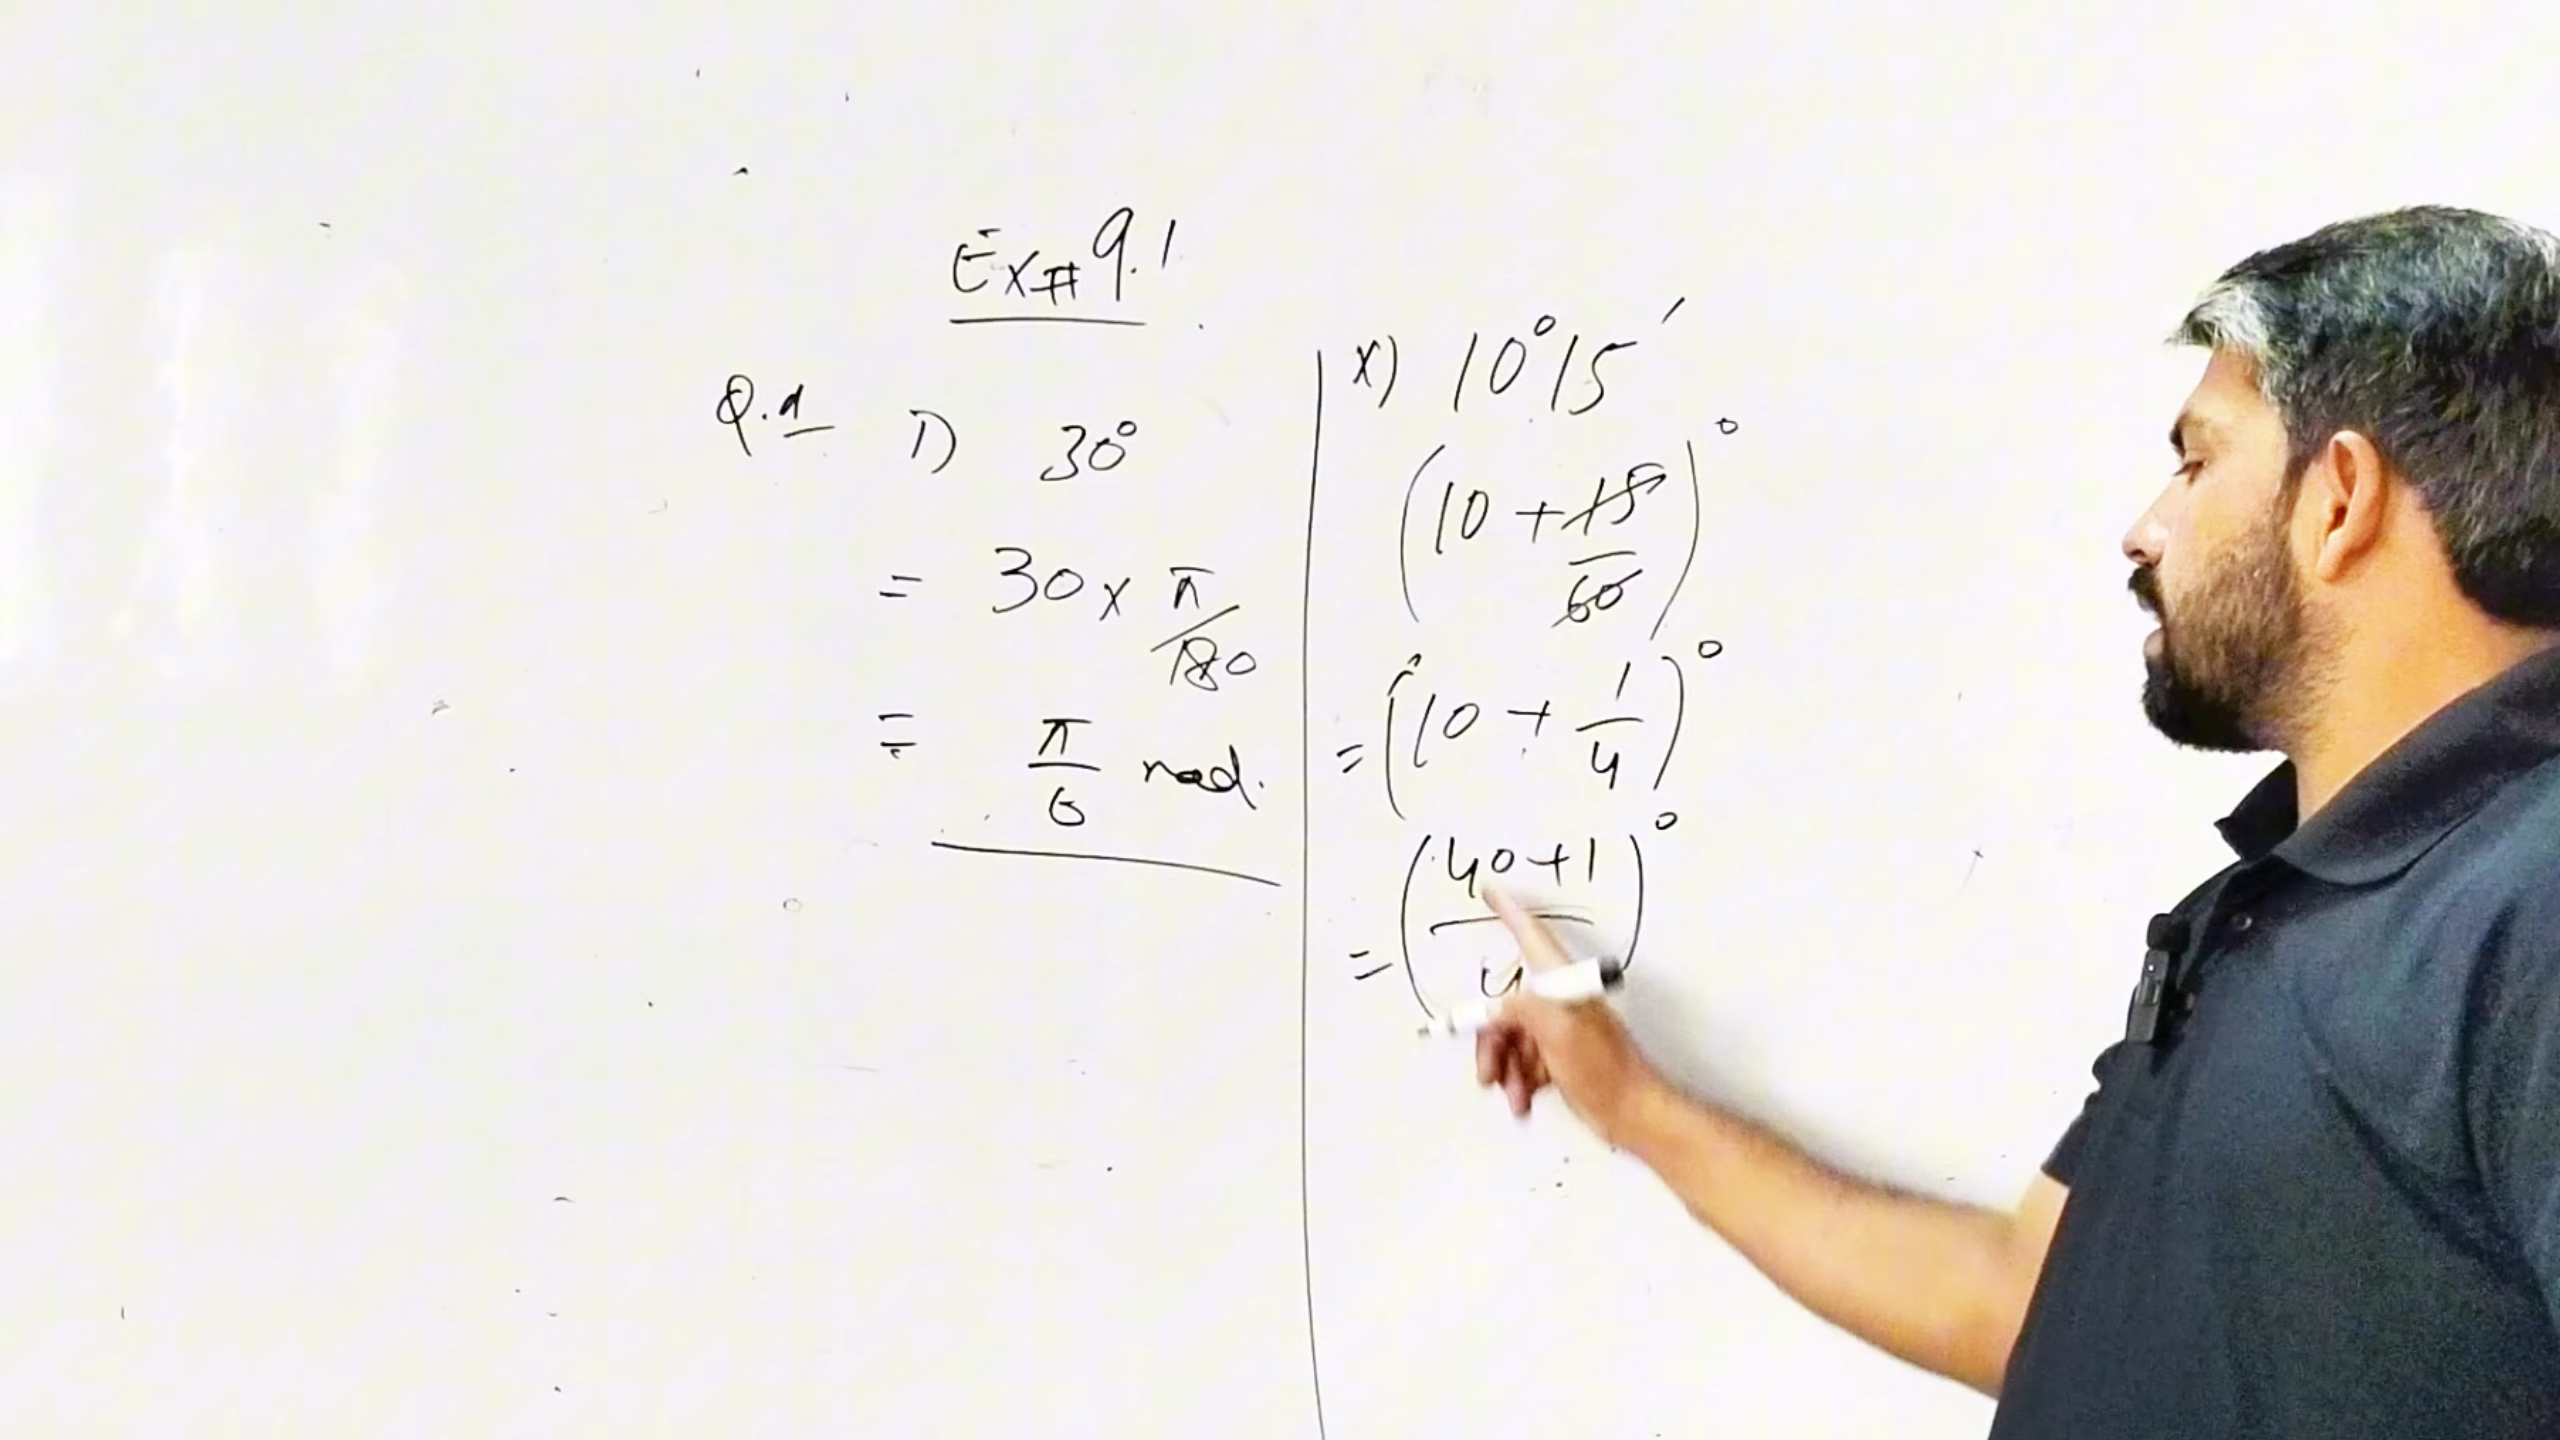 Ex# 9.1
Q.1 i) 30°
= 30 × π/180
= π/6 rad.
x) 10°15′
(10 + 15/60)°
= (10 + 1/4)°
= (40+1/4)°